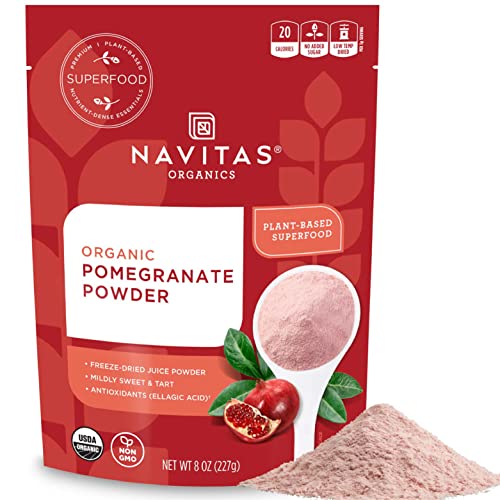 PREMIUM | PLANT-BASED
SUPERFOOD
NUTRIENT-DENSE ESSENTIALS
20
CALORIES
NO ADDED
SUGAR
LOW TEMP
DRIED
NAVITAS®
ORGANICS
PLANT-BASED
SUPERFOOD
ORGANIC
POMEGRANATE
POWDER
• FREEZE-DRIED JUICE POWDER
• MILDLY SWEET & TART
• ANTIOXIDANTS (ELLAGIC ACID)¹
USDA
ORGANIC
NON
GMO
NET WT 8 OZ (227g)